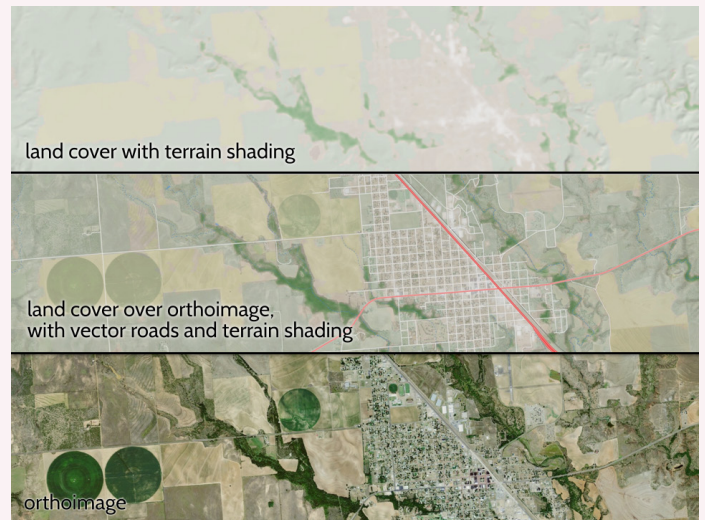 land cover with terrain shading
land cover over orthoimage,
with vector roads and terrain shading
orthoimage